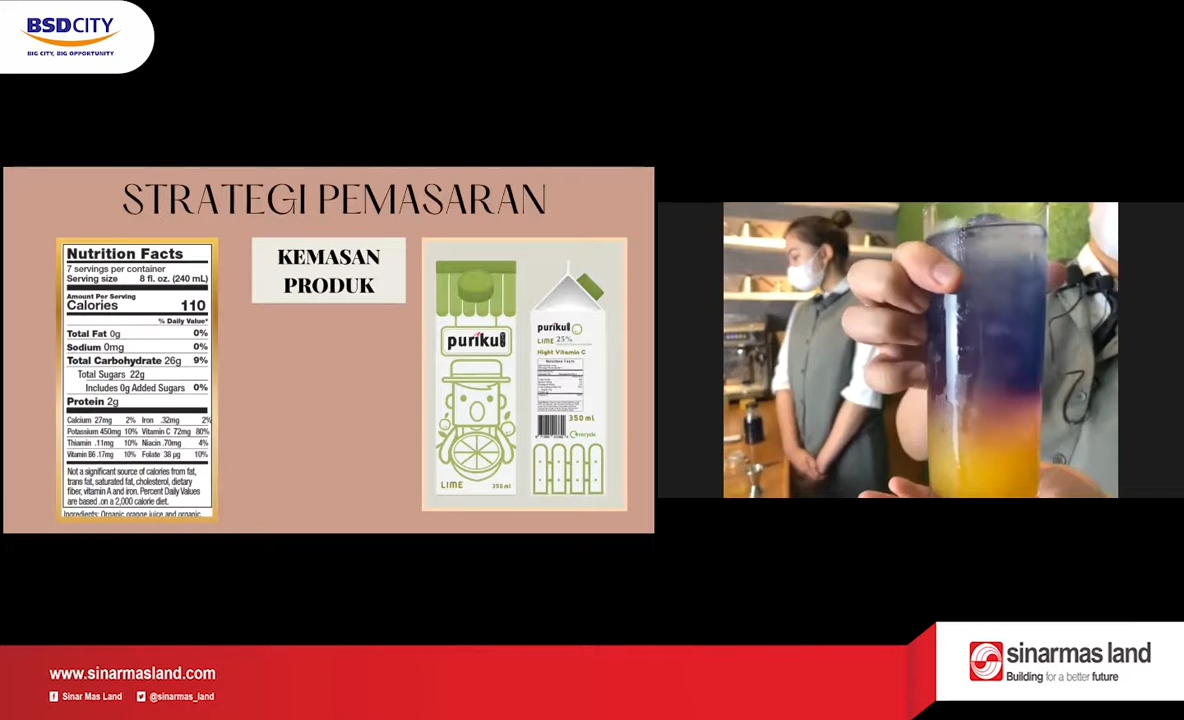 BSDCITY
BIG CITY, BIG OPPORTUNITY
STRATEGI PEMASARAN
Nutrition Facts
7 servings per container
Serving size 8 fl. oz. (240 mL)
Amount Per Serving
Calories 110
% Daily Value*
Total Fat 0g 0%
Sodium 0mg 0%
Total Carbohydrate 26g 9%
Total Sugars 22g
Includes 0g Added Sugars 0%
Protein 2g
Calcium 27mg 2% Iron .32mg 2%
Potassium 450mg 10% Vitamin C 72mg 80%
Thiamin .11mg 10% Niacin .70mg 4%
Vitamin B6 .17mg 10% Folate 38 µg 10%
Not a significant source of calories from fat,
trans fat, saturated fat, cholesterol, dietary
fiber, vitamin A and iron. Percent Daily Values
are based on a 2,000 calorie diet.
Ingredients: Organic orange juice and organic
KEMASAN
PRODUK
purikul
LIME
350 ml
purikul
LIME 25%
Hight Vitamin C
Nutrition Facts
350 ml
recycle
www.sinarmasland.com
Sinar Mas Land @sinarmas_land
sinarmas land
Building for a better future